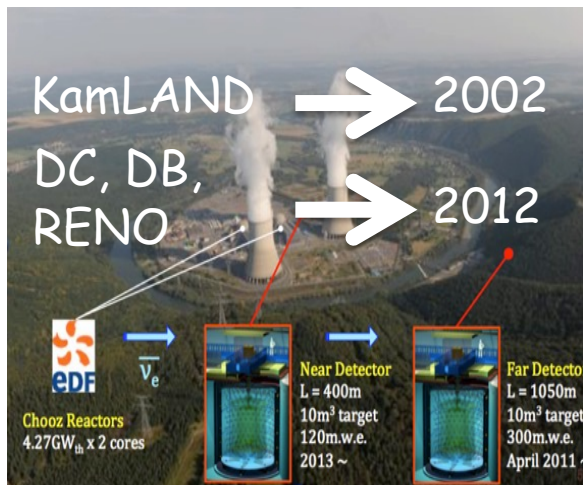 KamLAND → 2002
DC, DB,
RENO → 2012
edF
ν̅e
Chooz Reactors
4.27GWth x 2 cores
Near Detector
L = 400m
10m³ target
120m.w.e.
2013 ~
Far Detecto
L = 1050m
10m³ target
300m.w.e.
April 2011 ~